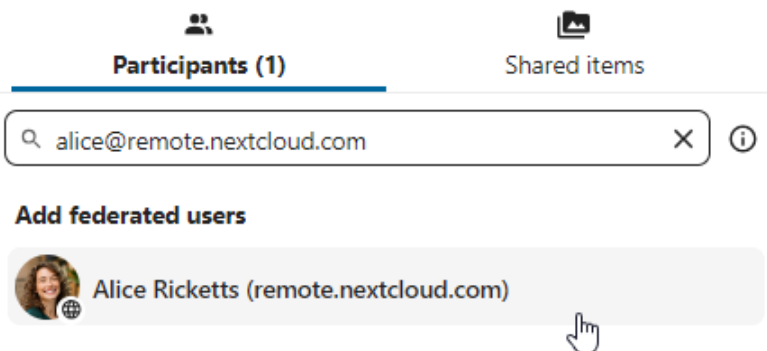 Participants (1)
Shared items
alice@remote.nextcloud.com
Add federated users
Alice Ricketts (remote.nextcloud.com)